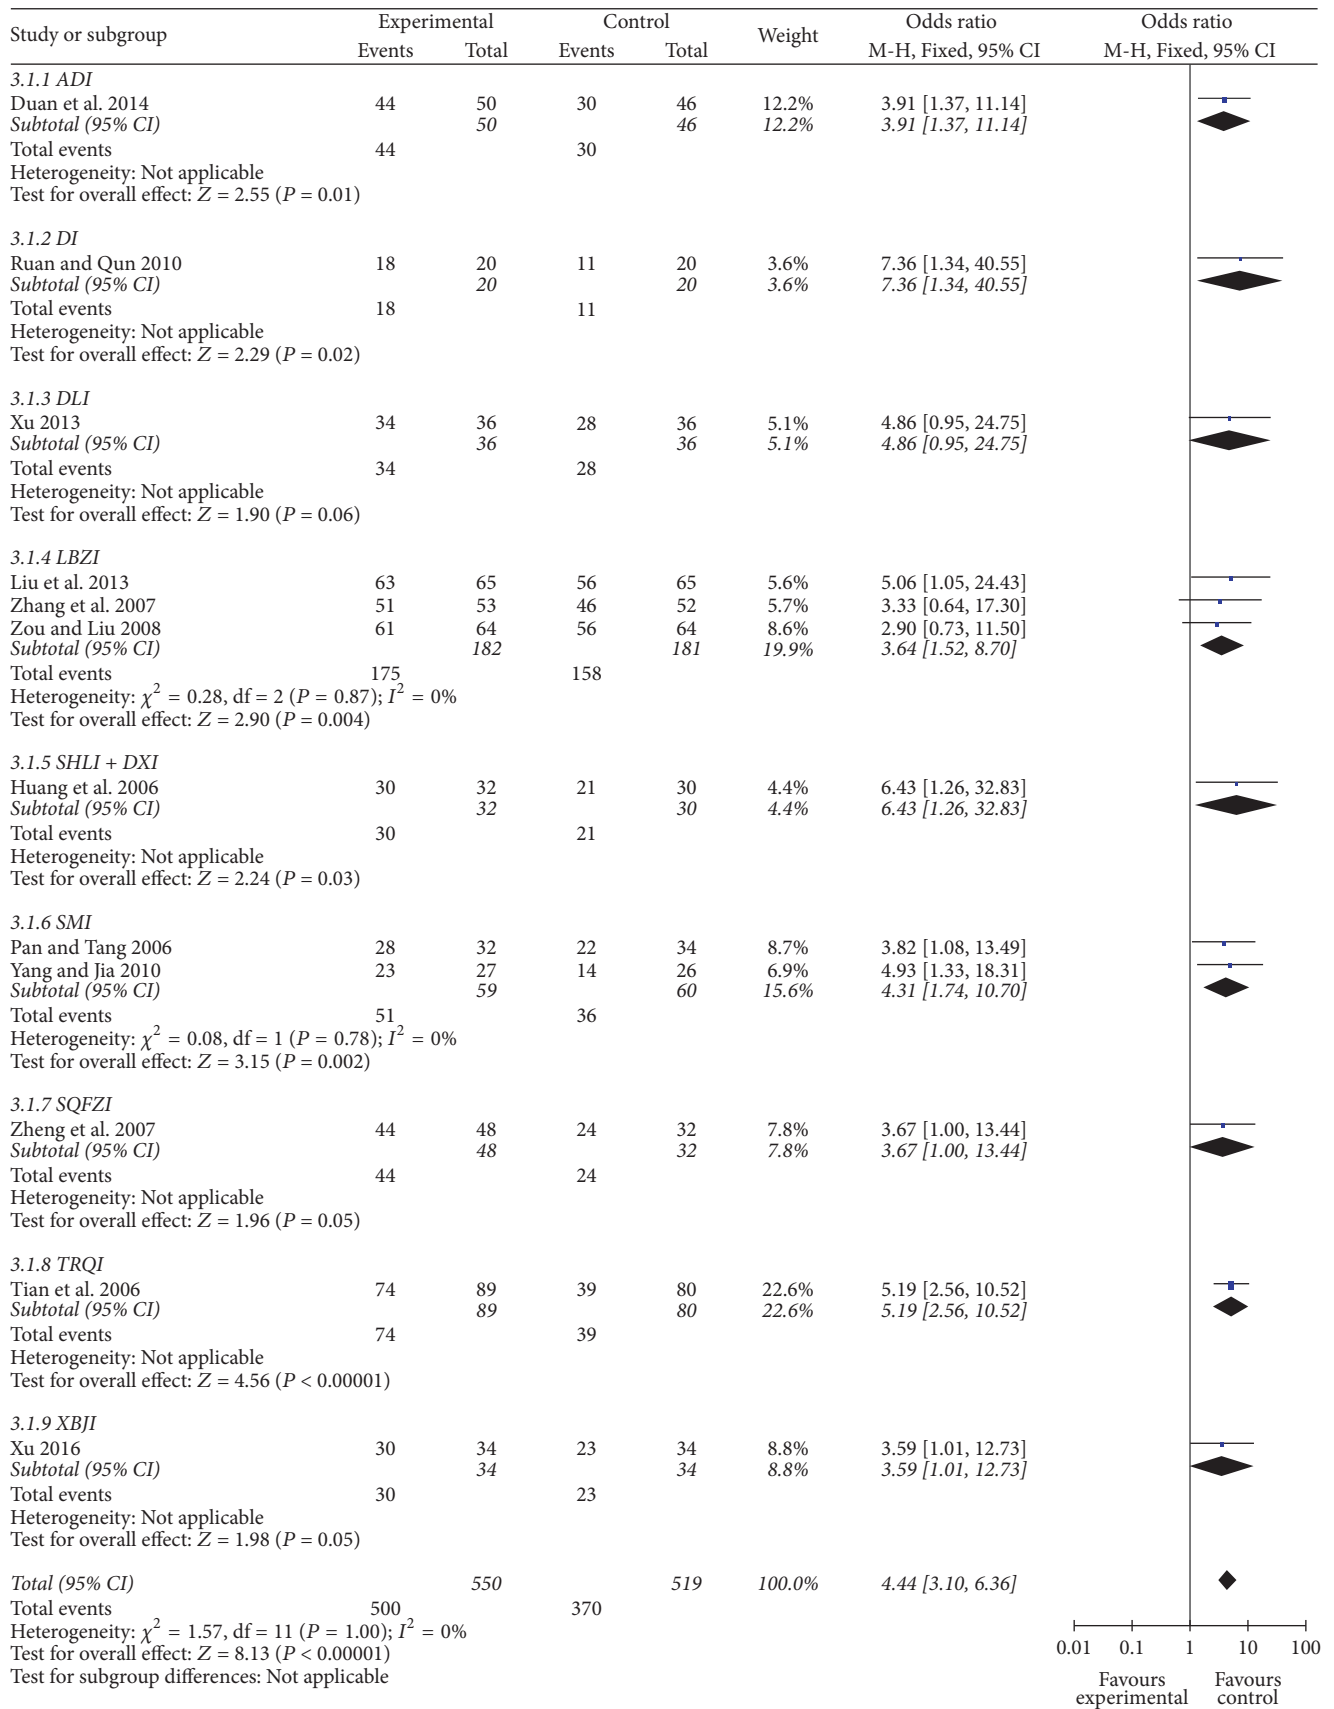 Study or subgroup Experimental Control Weight Odds ratio Odds ratio
Events Total Events Total M-H, Fixed, 95% CI M-H, Fixed, 95% CI
3.1.1 ADI
Duan et al. 2014 44 50 30 46 12.2% 3.91 [1.37, 11.14]
Subtotal (95% CI) 50 46 12.2% 3.91 [1.37, 11.14]
Total events 44 30
Heterogeneity: Not applicable
Test for overall effect: Z = 2.55 (P = 0.01)
3.1.2 DI
Ruan and Qun 2010 18 20 11 20 3.6% 7.36 [1.34, 40.55]
Subtotal (95% CI) 20 20 3.6% 7.36 [1.34, 40.55]
Total events 18 11
Heterogeneity: Not applicable
Test for overall effect: Z = 2.29 (P = 0.02)
3.1.3 DLI
Xu 2013 34 36 28 36 5.1% 4.86 [0.95, 24.75]
Subtotal (95% CI) 36 36 5.1% 4.86 [0.95, 24.75]
Total events 34 28
Heterogeneity: Not applicable
Test for overall effect: Z = 1.90 (P = 0.06)
3.1.4 LBZI
Liu et al. 2013 63 65 56 65 5.6% 5.06 [1.05, 24.43]
Zhang et al. 2007 51 53 46 52 5.7% 3.33 [0.64, 17.30]
Zou and Liu 2008 61 64 56 64 8.6% 2.90 [0.73, 11.50]
Subtotal (95% CI) 182 181 19.9% 3.64 [1.52, 8.70]
Total events 175 158
Heterogeneity: χ² = 0.28, df = 2 (P = 0.87); I² = 0%
Test for overall effect: Z = 2.90 (P = 0.004)
3.1.5 SHLI + DXI
Huang et al. 2006 30 32 21 30 4.4% 6.43 [1.26, 32.83]
Subtotal (95% CI) 32 30 4.4% 6.43 [1.26, 32.83]
Total events 30 21
Heterogeneity: Not applicable
Test for overall effect: Z = 2.24 (P = 0.03)
3.1.6 SMI
Pan and Tang 2006 28 32 22 34 8.7% 3.82 [1.08, 13.49]
Yang and Jia 2010 23 27 14 26 6.9% 4.93 [1.33, 18.31]
Subtotal (95% CI) 59 60 15.6% 4.31 [1.74, 10.70]
Total events 51 36
Heterogeneity: χ² = 0.08, df = 1 (P = 0.78); I² = 0%
Test for overall effect: Z = 3.15 (P = 0.002)
3.1.7 SQFZI
Zheng et al. 2007 44 48 24 32 7.8% 3.67 [1.00, 13.44]
Subtotal (95% CI) 48 32 7.8% 3.67 [1.00, 13.44]
Total events 44 24
Heterogeneity: Not applicable
Test for overall effect: Z = 1.96 (P = 0.05)
3.1.8 TRQI
Tian et al. 2006 74 89 39 80 22.6% 5.19 [2.56, 10.52]
Subtotal (95% CI) 89 80 22.6% 5.19 [2.56, 10.52]
Total events 74 39
Heterogeneity: Not applicable
Test for overall effect: Z = 4.56 (P < 0.00001)
3.1.9 XBJI
Xu 2016 30 34 23 34 8.8% 3.59 [1.01, 12.73]
Subtotal (95% CI) 34 34 8.8% 3.59 [1.01, 12.73]
Total events 30 23
Heterogeneity: Not applicable
Test for overall effect: Z = 1.98 (P = 0.05)
Total (95% CI) 550 519 100.0% 4.44 [3.10, 6.36]
Total events 500 370
Heterogeneity: χ² = 1.57, df = 11 (P = 1.00); I² = 0%
Test for overall effect: Z = 8.13 (P < 0.00001)
Test for subgroup differences: Not applicable
0.01 0.1 1 10 100
Favours Favours
experimental control